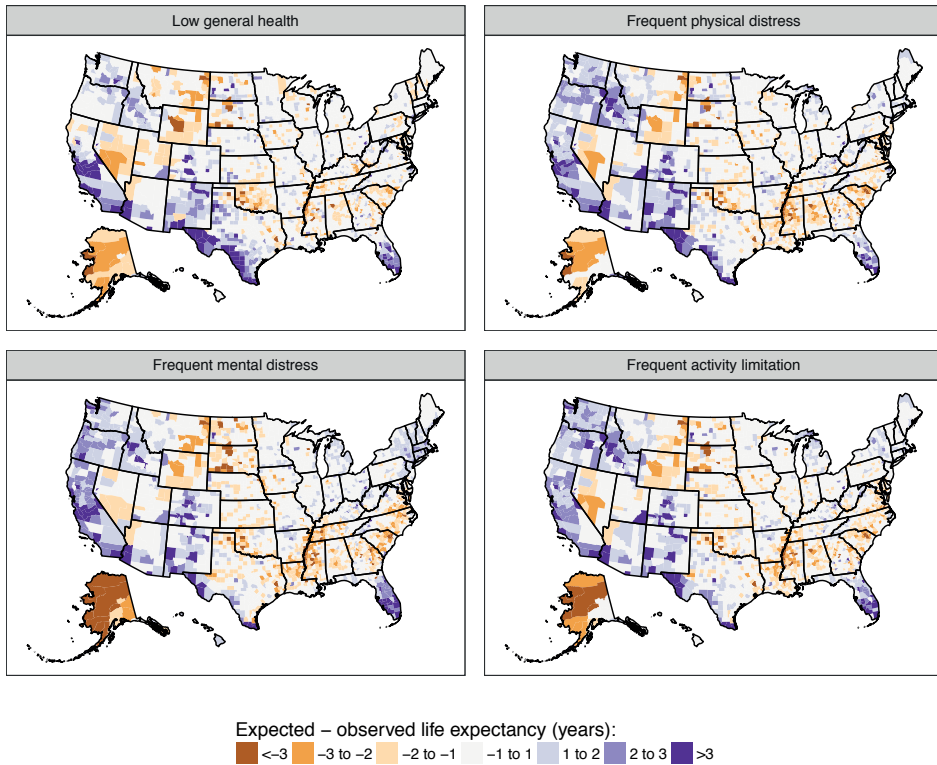 Low general health
Frequent physical distress
Frequent mental distress
Frequent activity limitation
Expected – observed life expectancy (years):
<−3 −3 to −2 −2 to −1 −1 to 1 1 to 2 2 to 3 >3